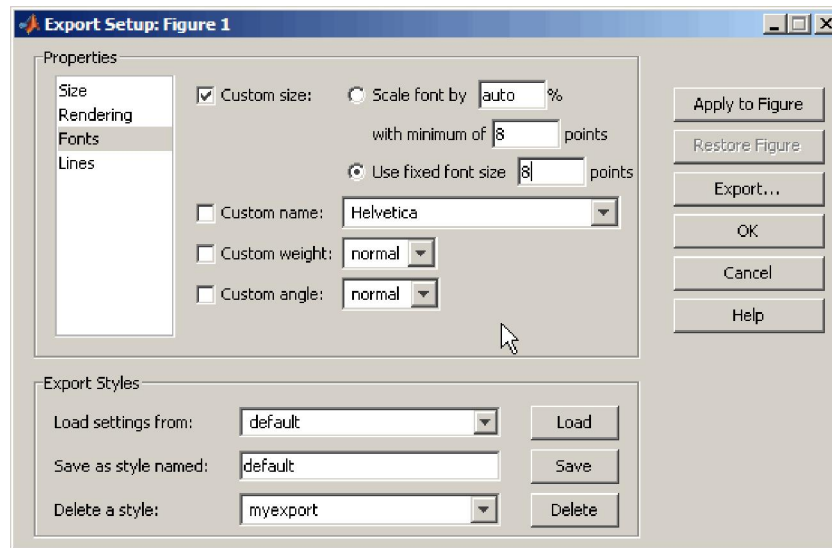 Export Setup: Figure 1
Properties
Size
Rendering
Fonts
Lines
Custom size:
Scale font by auto %
with minimum of 8 points
Use fixed font size 8 points
Custom name: Helvetica
Custom weight: normal
Custom angle: normal
Apply to Figure
Restore Figure
Export...
OK
Cancel
Help
Export Styles
Load settings from: default Load
Save as style named: default Save
Delete a style: myexport Delete